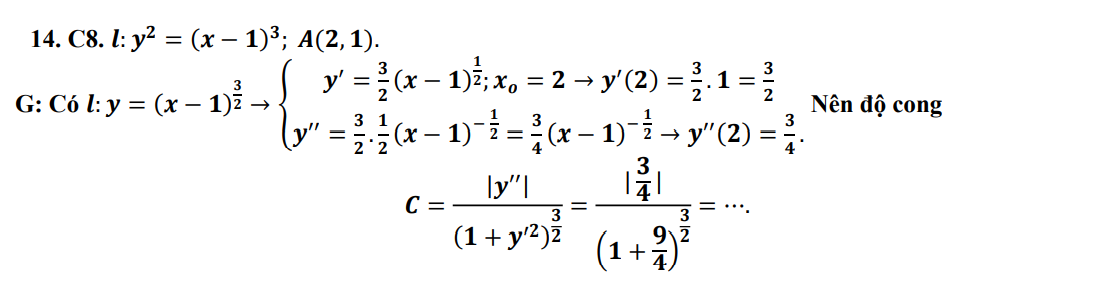 14. C8. l: y² = (x − 1)³; A(2, 1).
G: Có l: y = (x − 1)^(3/2) → { y′ = 3/2 (x − 1)^(1/2); xₒ = 2 → y′(2) = 3/2 . 1 = 3/2
y′′ = 3/2 . 1/2 (x − 1)^(−1/2) = 3/4 (x − 1)^(−1/2) → y′′(2) = 3/4 . Nên độ cong
C = |y′′| / (1 + y′²)^(3/2) = |3/4| / (1 + 9/4)^(3/2) = ⋯.